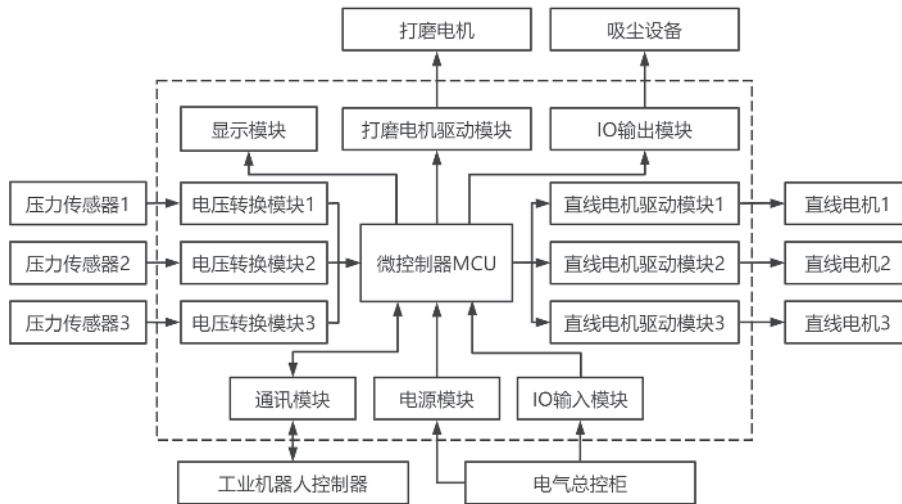 打磨电机
吸尘设备
显示模块
打磨电机驱动模块
IO输出模块
压力传感器1
电压转换模块1
直线电机驱动模块1
直线电机1
压力传感器2
电压转换模块2
微控制器MCU
直线电机驱动模块2
直线电机2
压力传感器3
电压转换模块3
直线电机驱动模块3
直线电机3
通讯模块
电源模块
IO输入模块
工业机器人控制器
电气总控柜